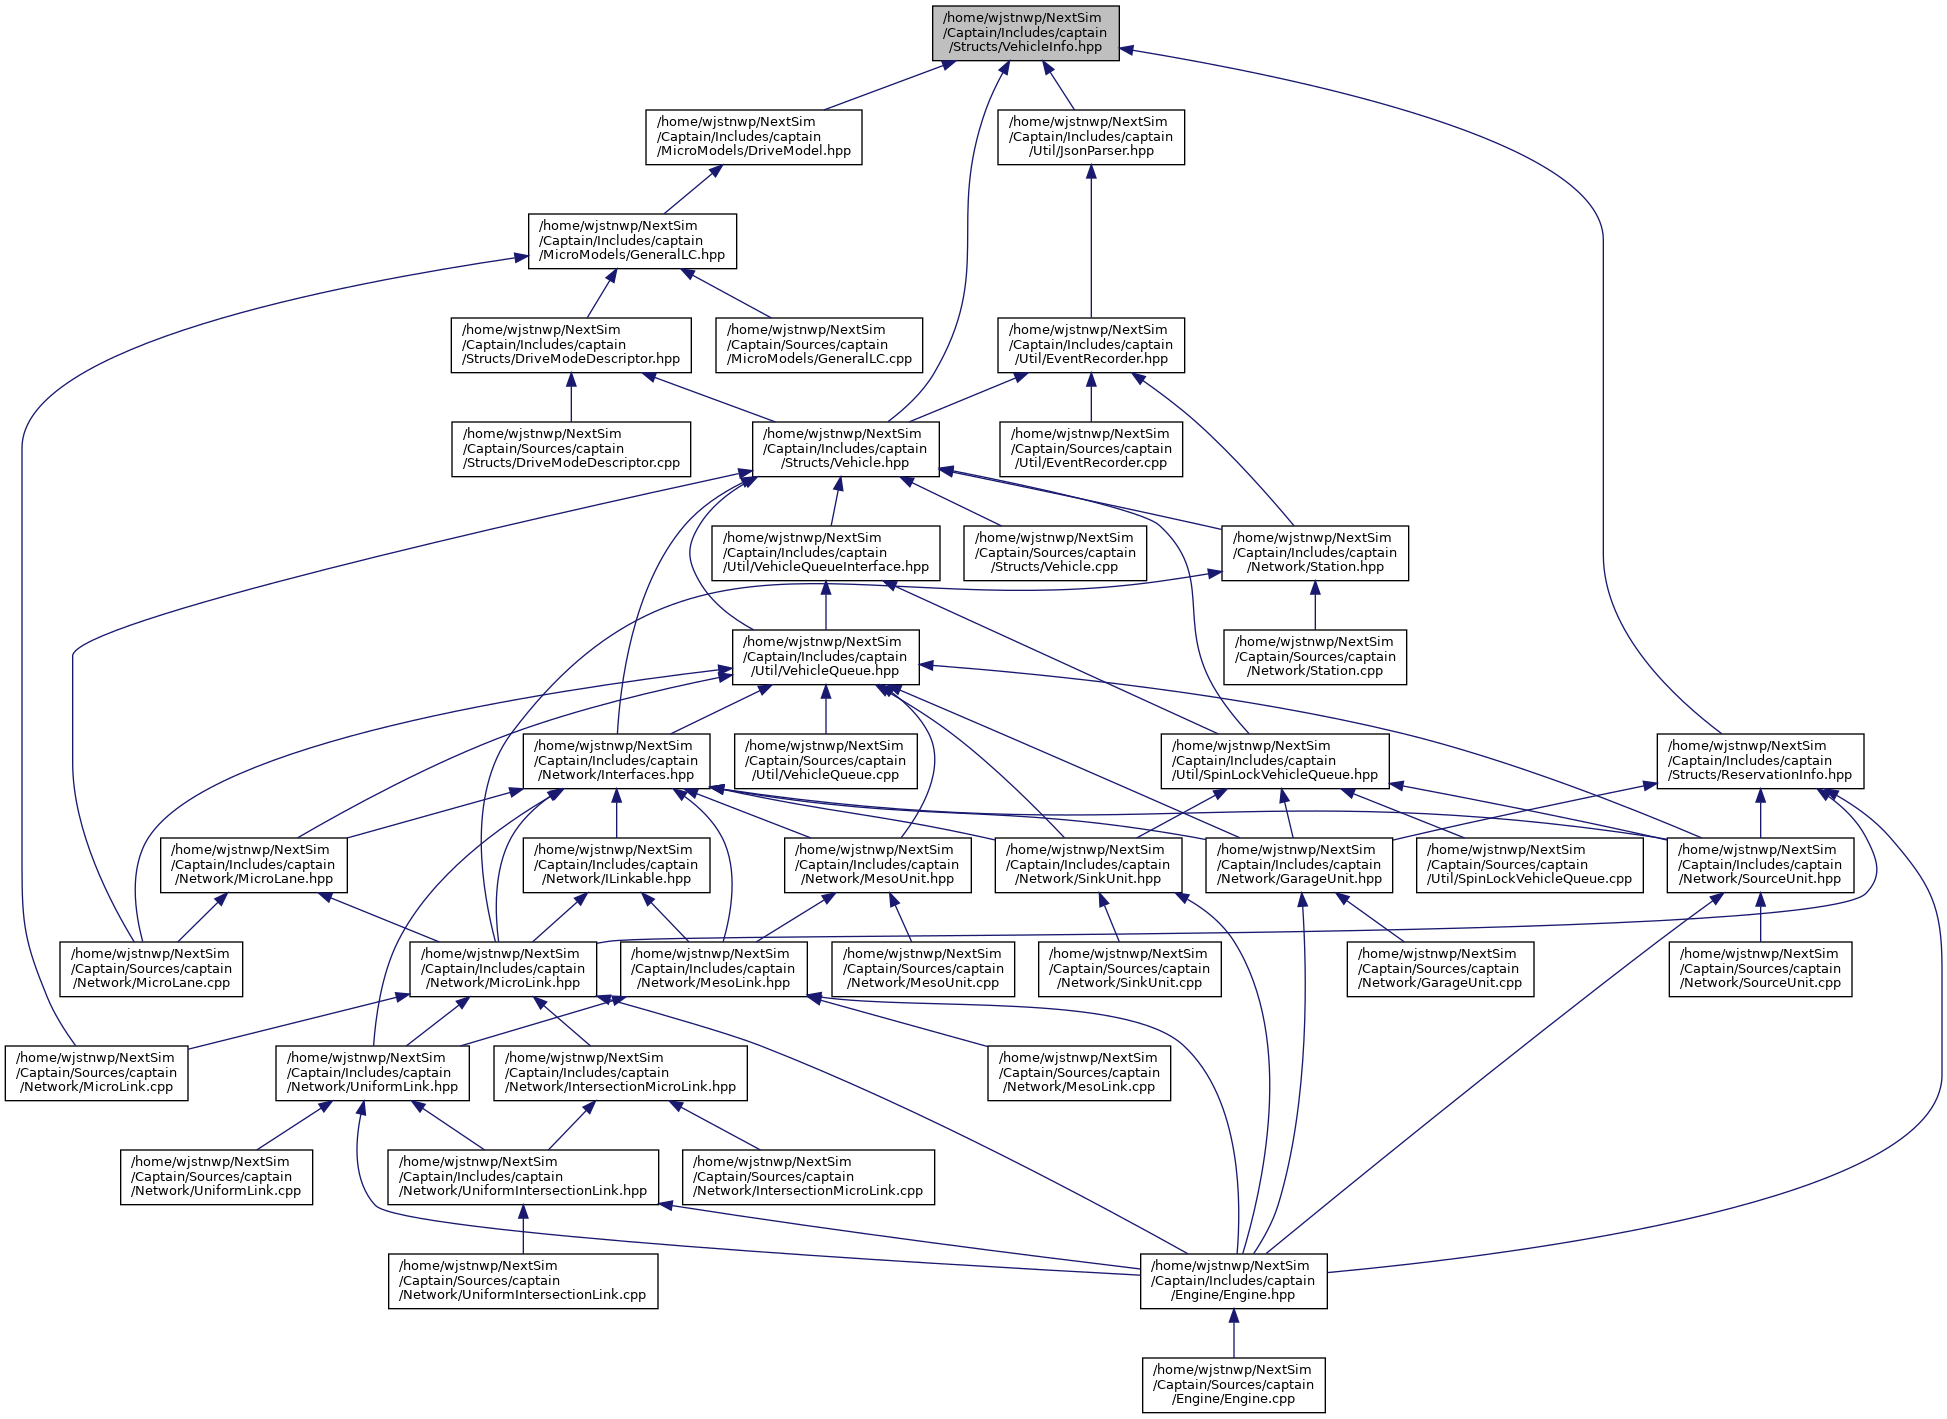 /home/wjstnwp/NextSim
/Captain/Includes/captain
/Structs/VehicleInfo.hpp
/home/wjstnwp/NextSim
/Captain/Includes/captain
/MicroModels/DriveModel.hpp
/home/wjstnwp/NextSim
/Captain/Includes/captain
/Util/JsonParser.hpp
/home/wjstnwp/NextSim
/Captain/Includes/captain
/MicroModels/GeneralLC.hpp
/home/wjstnwp/NextSim
/Captain/Includes/captain
/Structs/DriveModeDescriptor.hpp
/home/wjstnwp/NextSim
/Captain/Sources/captain
/MicroModels/GeneralLC.cpp
/home/wjstnwp/NextSim
/Captain/Includes/captain
/Util/EventRecorder.hpp
/home/wjstnwp/NextSim
/Captain/Sources/captain
/Structs/DriveModeDescriptor.cpp
/home/wjstnwp/NextSim
/Captain/Includes/captain
/Structs/Vehicle.hpp
/home/wjstnwp/NextSim
/Captain/Sources/captain
/Util/EventRecorder.cpp
/home/wjstnwp/NextSim
/Captain/Includes/captain
/Util/VehicleQueueInterface.hpp
/home/wjstnwp/NextSim
/Captain/Sources/captain
/Structs/Vehicle.cpp
/home/wjstnwp/NextSim
/Captain/Includes/captain
/Network/Station.hpp
/home/wjstnwp/NextSim
/Captain/Includes/captain
/Util/VehicleQueue.hpp
/home/wjstnwp/NextSim
/Captain/Sources/captain
/Network/Station.cpp
/home/wjstnwp/NextSim
/Captain/Includes/captain
/Network/Interfaces.hpp
/home/wjstnwp/NextSim
/Captain/Sources/captain
/Util/VehicleQueue.cpp
/home/wjstnwp/NextSim
/Captain/Includes/captain
/Util/SpinLockVehicleQueue.hpp
/home/wjstnwp/NextSim
/Captain/Includes/captain
/Structs/ReservationInfo.hpp
/home/wjstnwp/NextSim
/Captain/Includes/captain
/Network/MicroLane.hpp
/home/wjstnwp/NextSim
/Captain/Includes/captain
/Network/ILinkable.hpp
/home/wjstnwp/NextSim
/Captain/Includes/captain
/Network/MesoUnit.hpp
/home/wjstnwp/NextSim
/Captain/Includes/captain
/Network/SinkUnit.hpp
/home/wjstnwp/NextSim
/Captain/Includes/captain
/Network/GarageUnit.hpp
/home/wjstnwp/NextSim
/Captain/Sources/captain
/Util/SpinLockVehicleQueue.cpp
/home/wjstnwp/NextSim
/Captain/Includes/captain
/Network/SourceUnit.hpp
/home/wjstnwp/NextSim
/Captain/Sources/captain
/Network/MicroLane.cpp
/home/wjstnwp/NextSim
/Captain/Includes/captain
/Network/MicroLink.hpp
/home/wjstnwp/NextSim
/Captain/Includes/captain
/Network/MesoLink.hpp
/home/wjstnwp/NextSim
/Captain/Sources/captain
/Network/MesoUnit.cpp
/home/wjstnwp/NextSim
/Captain/Sources/captain
/Network/SinkUnit.cpp
/home/wjstnwp/NextSim
/Captain/Sources/captain
/Network/GarageUnit.cpp
/home/wjstnwp/NextSim
/Captain/Sources/captain
/Network/SourceUnit.cpp
/home/wjstnwp/NextSim
/Captain/Sources/captain
/Network/MicroLink.cpp
/home/wjstnwp/NextSim
/Captain/Includes/captain
/Network/UniformLink.hpp
/home/wjstnwp/NextSim
/Captain/Includes/captain
/Network/IntersectionMicroLink.hpp
/home/wjstnwp/NextSim
/Captain/Sources/captain
/Network/MesoLink.cpp
/home/wjstnwp/NextSim
/Captain/Sources/captain
/Network/UniformLink.cpp
/home/wjstnwp/NextSim
/Captain/Includes/captain
/Network/UniformIntersectionLink.hpp
/home/wjstnwp/NextSim
/Captain/Sources/captain
/Network/IntersectionMicroLink.cpp
/home/wjstnwp/NextSim
/Captain/Sources/captain
/Network/UniformIntersectionLink.cpp
/home/wjstnwp/NextSim
/Captain/Includes/captain
/Engine/Engine.hpp
/home/wjstnwp/NextSim
/Captain/Sources/captain
/Engine/Engine.cpp